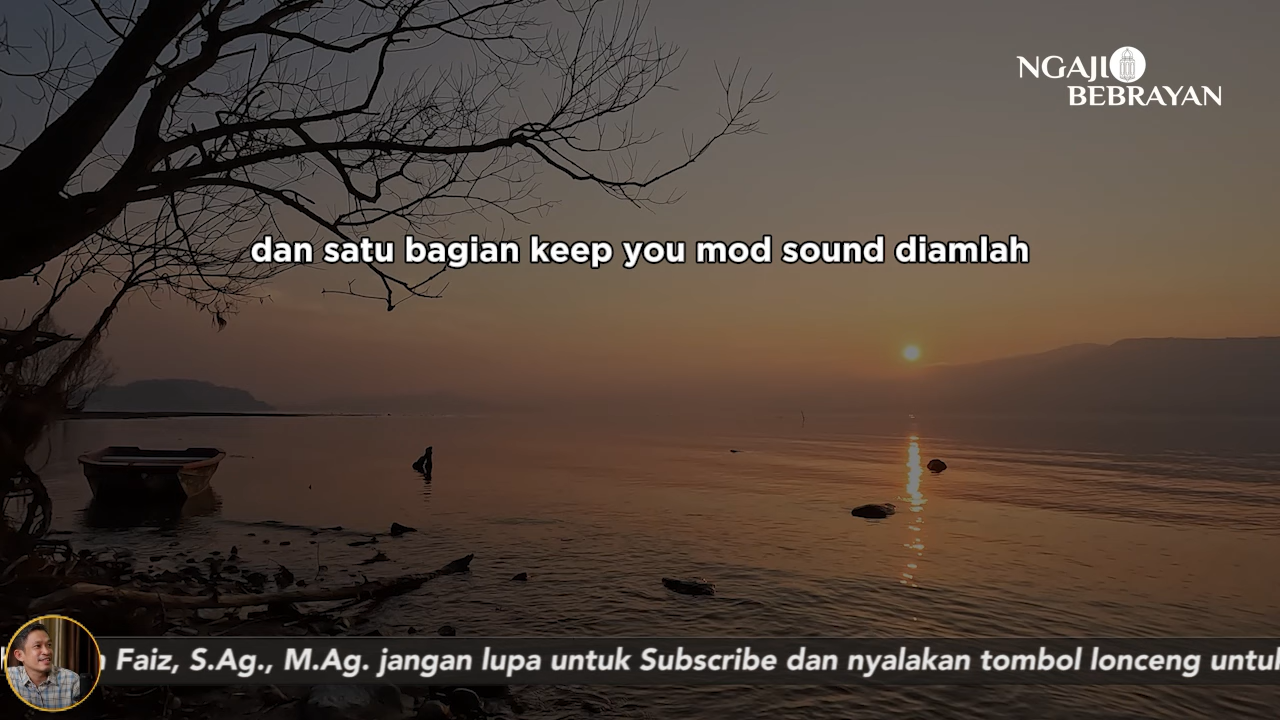 NGAJI
BEBRAYAN
dan satu bagian keep you mod sound diamlah
Faiz, S.Ag., M.Ag. jangan lupa untuk Subscribe dan nyalakan tombol lonceng untuk